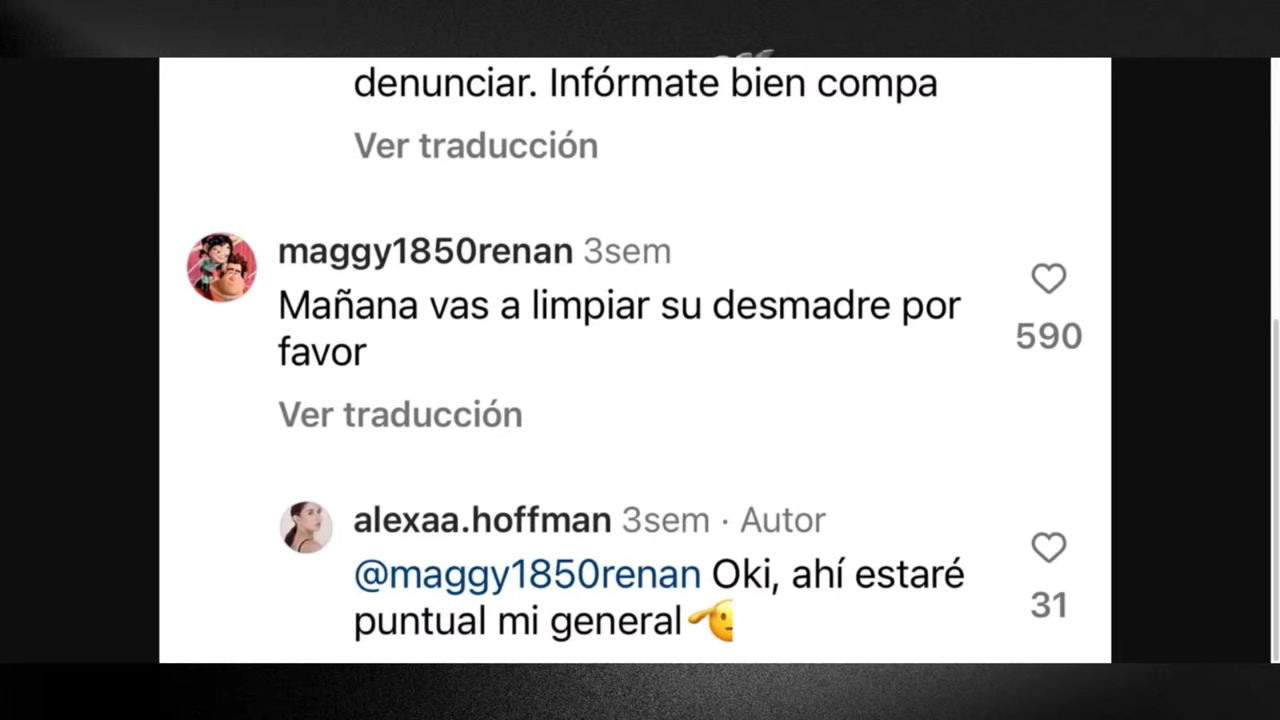 denunciar. Infórmate bien compa
Ver traducción
maggy1850renan 3sem
Mañana vas a limpiar su desmadre por
favor
590
Ver traducción
alexaa.hoffman 3sem · Autor
@maggy1850renan Oki, ahí estaré
puntual mi general
31